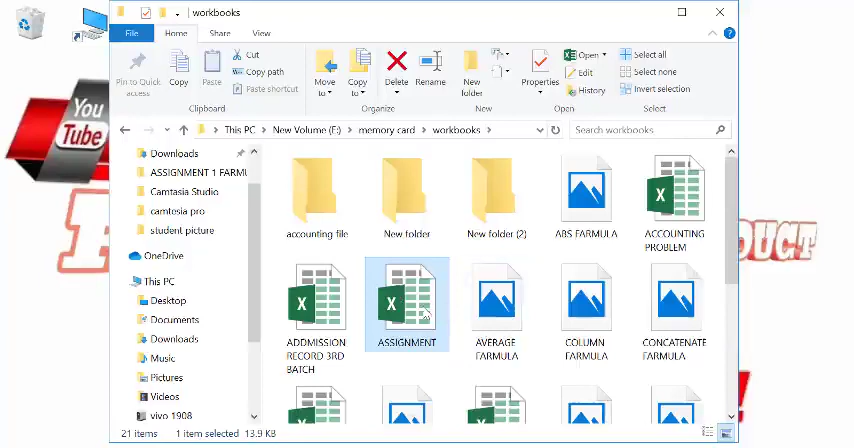 workbooks
File Home Share View
Pin to Quick access
Copy
Paste
Cut
Copy path
Paste shortcut
Clipboard
Move to
Copy to
Delete
Rename
Organize
New folder
New
Properties
Open
Edit
History
Open
Select all
Select none
Invert selection
Select
This PC New Volume (E:) memory card workbooks
Search workbooks
You
Tube
DUCT
Downloads
ASSIGNMENT 1 FARMU
Camtasia Studio
camtesia pro
student picture
OneDrive
This PC
Desktop
Documents
Downloads
Music
Pictures
Videos
vivo 1908
accounting file
New folder
New folder (2)
ABS FARMULA
ACCOUNTING
PROBLEM
ADDMISSION
RECORD 3RD
BATCH
ASSIGNMENT
AVERAGE
FARMULA
COLUMN
FARMULA
CONCATENATE
FARMULA
21 items 1 item selected 13.9 KB